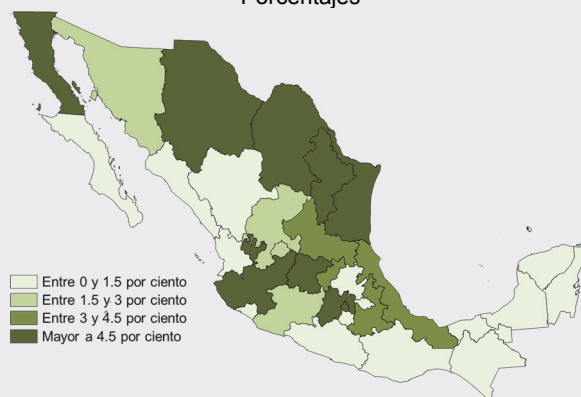 Porcentajes
Entre 0 y 1.5 por ciento
Entre 1.5 y 3 por ciento
Entre 3 y 4.5 por ciento
Mayor a 4.5 por ciento